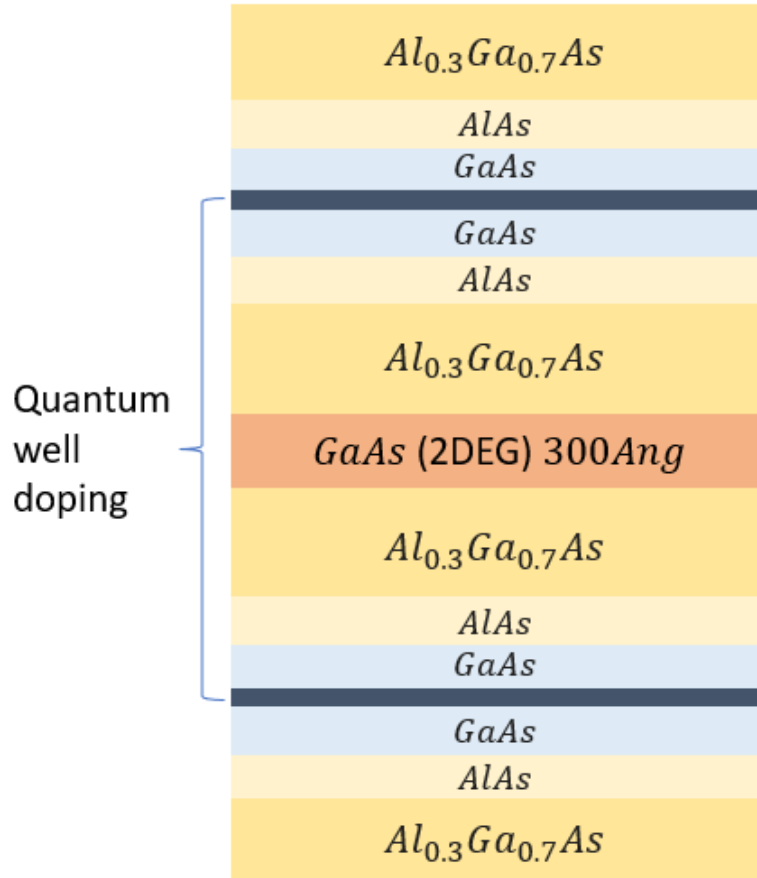 Al₀.₃Ga₀.₇As
AlAs
GaAs
GaAs
AlAs
Al₀.₃Ga₀.₇As
Quantum
well
doping
GaAs (2DEG) 300Ang
Al₀.₃Ga₀.₇As
AlAs
GaAs
GaAs
AlAs
Al₀.₃Ga₀.₇As